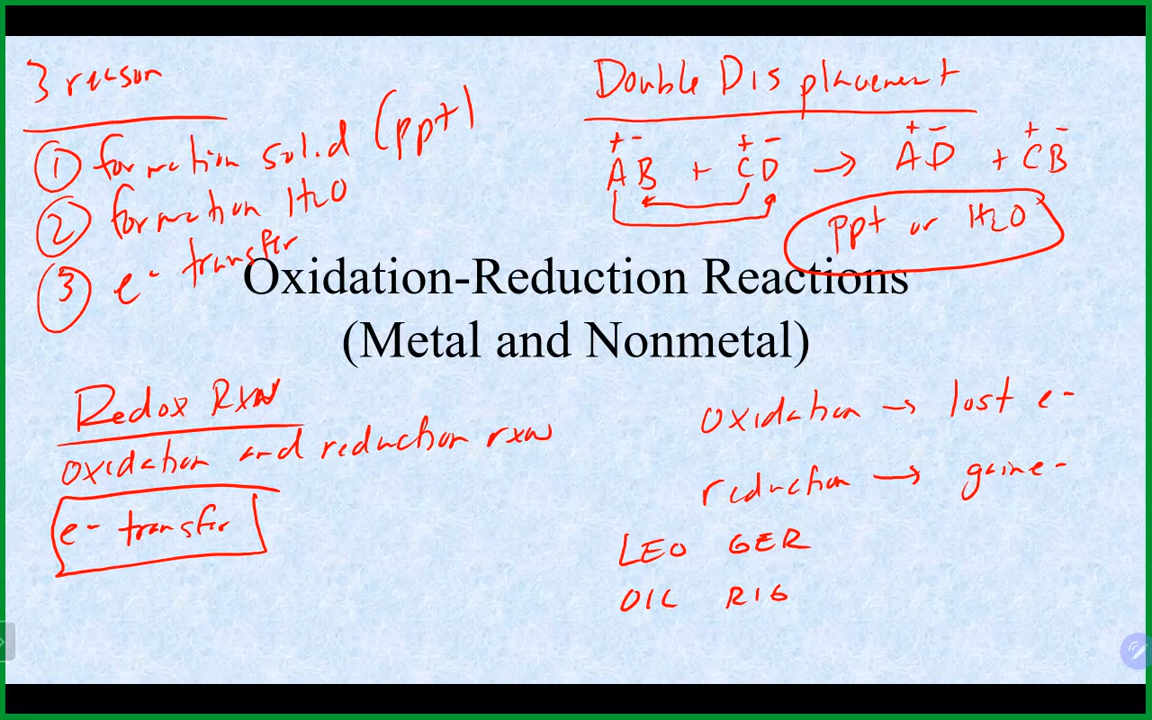 3 reason
① formation solid (ppt)
② formation H2O
③ e- transfer
Double Displacement
+ - + - + - + -
AB + CD → AD + CB
ppt or H2O
Oxidation-Reduction Reactions
(Metal and Nonmetal)
Redox Rxn
oxidation and reduction rxn
e- transfer
oxidation → lost e-
reduction → gain e-
LEO GER
OIL RIG